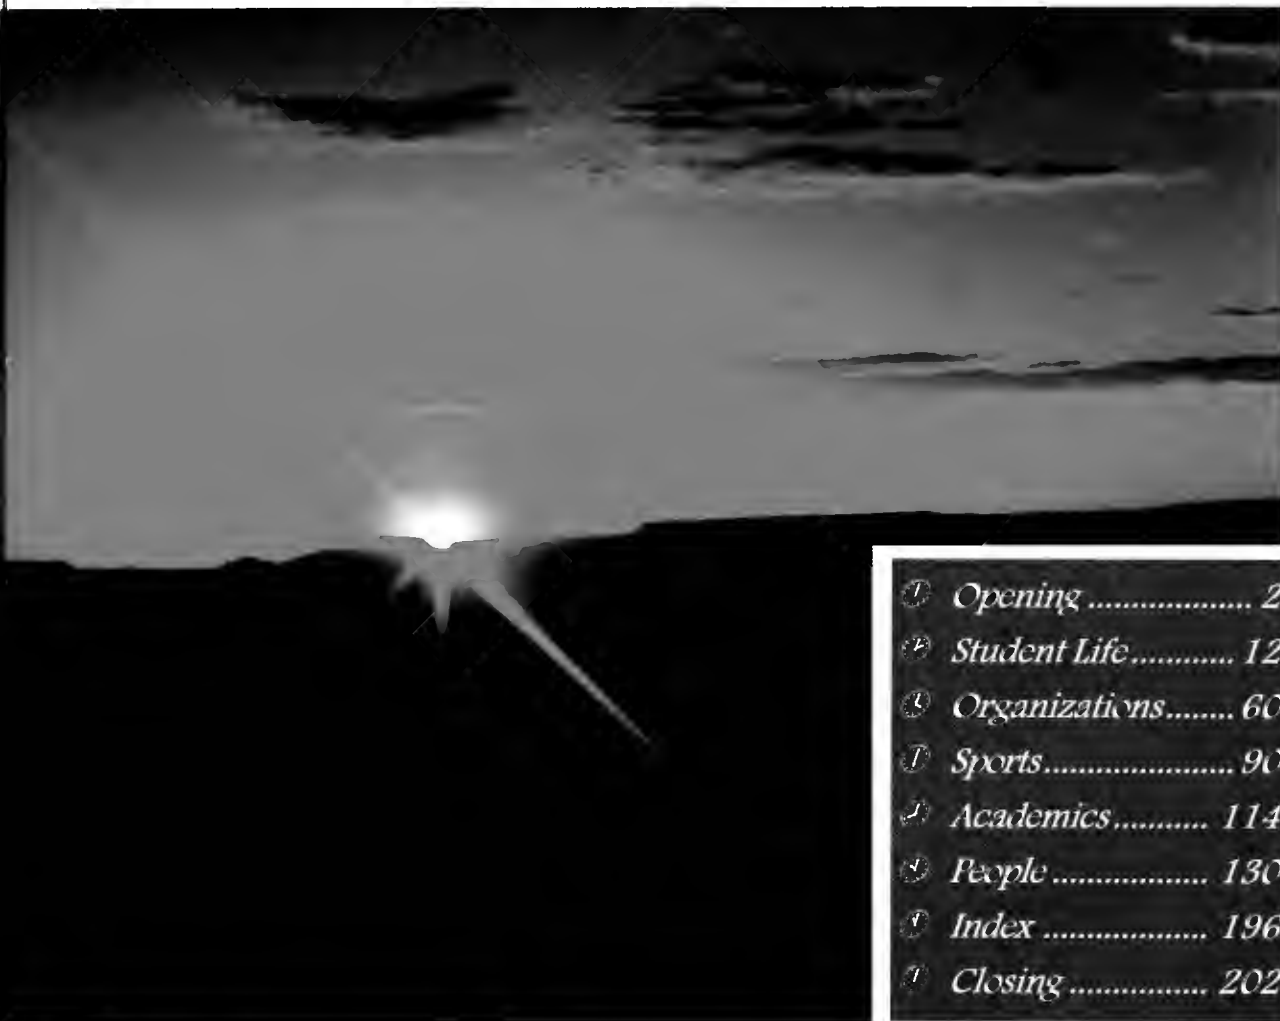 Opening ................... 2
Student Life............ 12
Organizations........ 60
Sports...................... 90
Academics........... 114
People .................. 130
Index ................... 196
Closing ................ 202